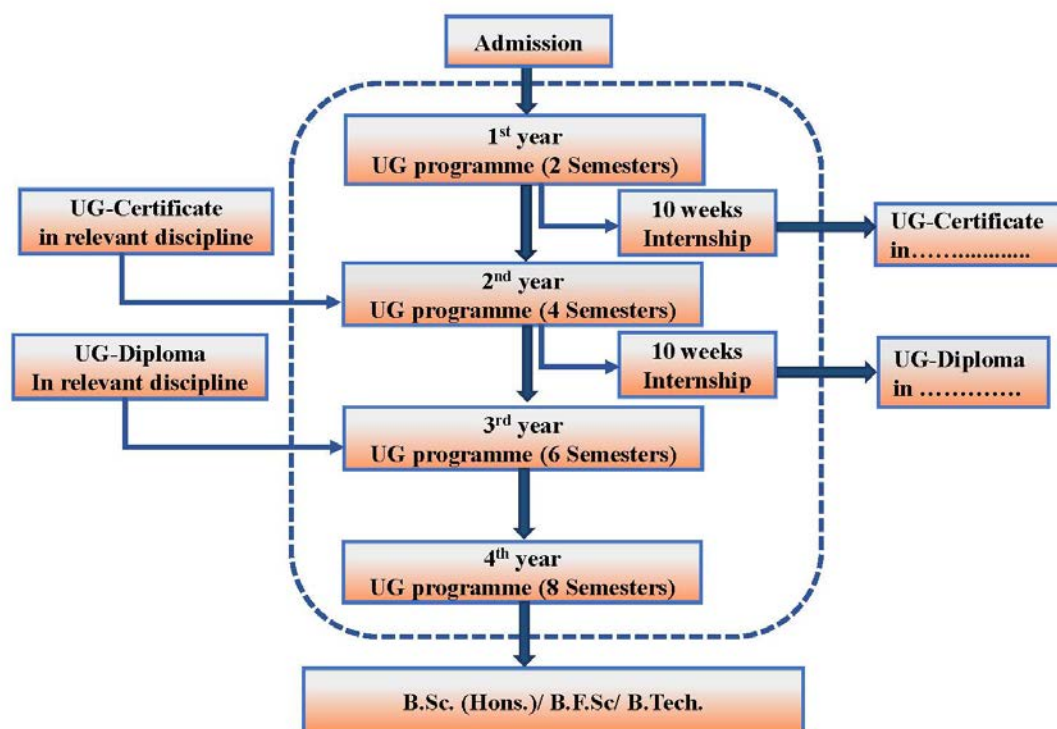 Admission
1st year
UG programme (2 Semesters)
UG-Certificate
in relevant discipline
10 weeks
Internship
UG-Certificate
in……............
2nd year
UG programme (4 Semesters)
UG-Diploma
In relevant discipline
10 weeks
Internship
UG-Diploma
in ………….
3rd year
UG programme (6 Semesters)
4th year
UG programme (8 Semesters)
B.Sc. (Hons.)/ B.F.Sc/ B.Tech.